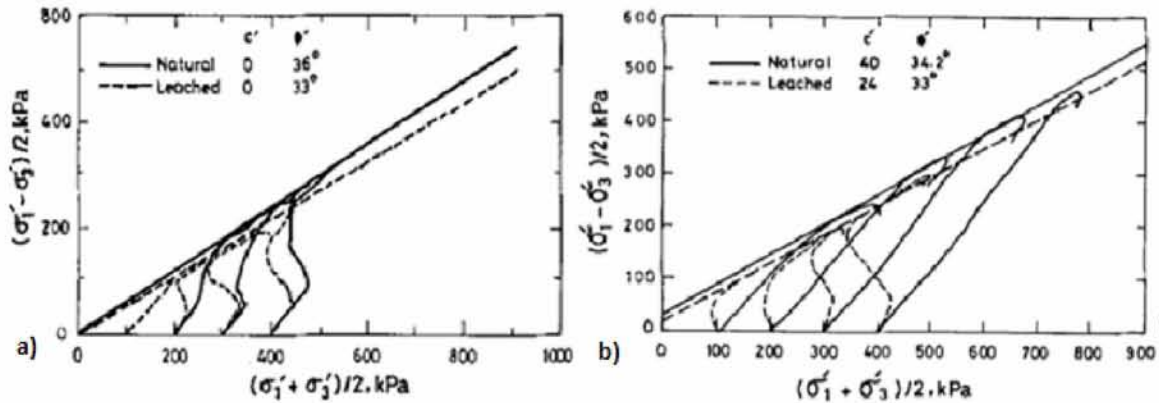 800
c' ø'
Natural 0 36°
Leached 0 33°
400
200
0
(σ₁' – σ₃')/2, kPa
0 200 400 600 800 1000
(σ₁' + σ₃')/2, kPa
a)
600
c' ø'
Natural 40 34.2°
Leached 24 33°
500
400
300
200
100
0
(σ₁' – σ₃')/2, kPa
0 100 200 300 400 500 600 700 800 900
(σ₁' + σ₃')/2, kPa
b)